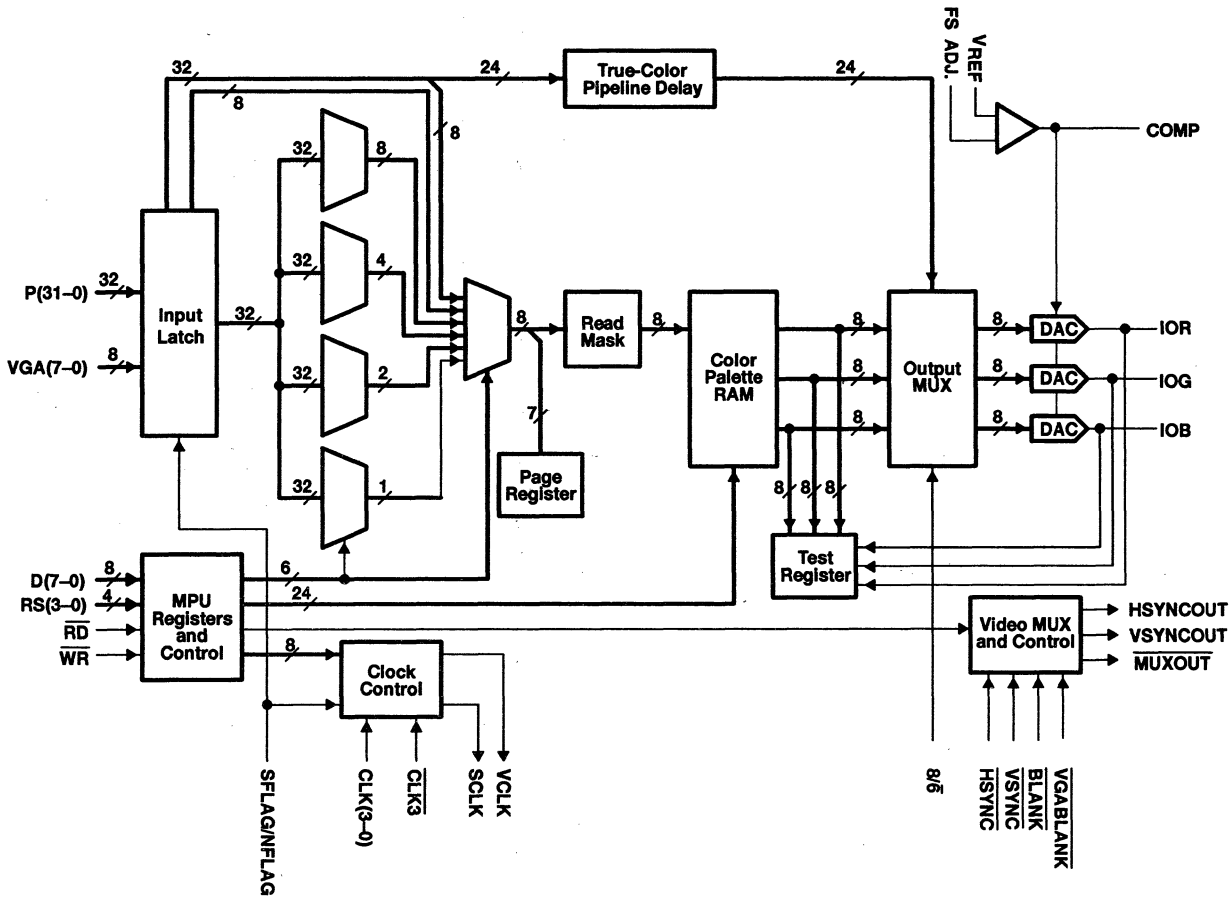 32
24
True-Color
Pipeline Delay
24
8
8
FS ADJ.
VREF
COMP
32
8
32
4
32
2
32
1
P(31–0)
32
VGA(7–0)
8
Input
Latch
32
8
Read
Mask
8
7
Page
Register
Color
Palette
RAM
8
8
8
Output
MUX
8
8
8
DAC
DAC
DAC
IOR
IOG
IOB
8
8
8
Test
Register
D(7–0)
8
RS(3–0)
4
RD
WR
MPU
Registers
and
Control
6
24
8
Clock
Control
Video MUX
and Control
HSYNCOUT
VSYNCOUT
MUXOUT
SFLAG/NFLAG
CLK(3–0)
CLK3
SCLK
VCLK
8/6̅
HSYNC
VSYNC
BLANK
VGABLANK